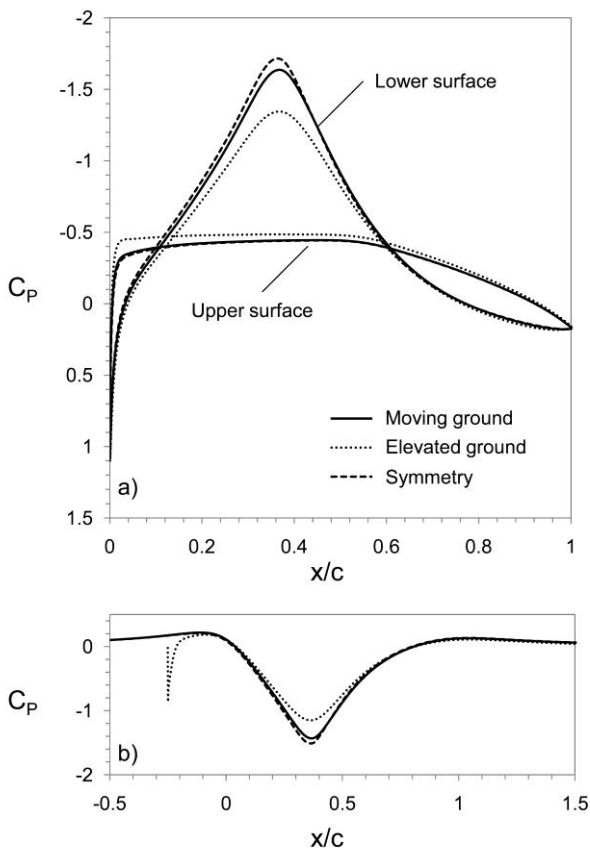 -2
-1.5
-1
-0.5
0
0.5
1
1.5
C_P
Lower surface
Upper surface
Moving ground
Elevated ground
Symmetry
a)
0 0.2 0.4 0.6 0.8 1
x/c
0
-1
-2
C_P
b)
-0.5 0 0.5 1 1.5
x/c